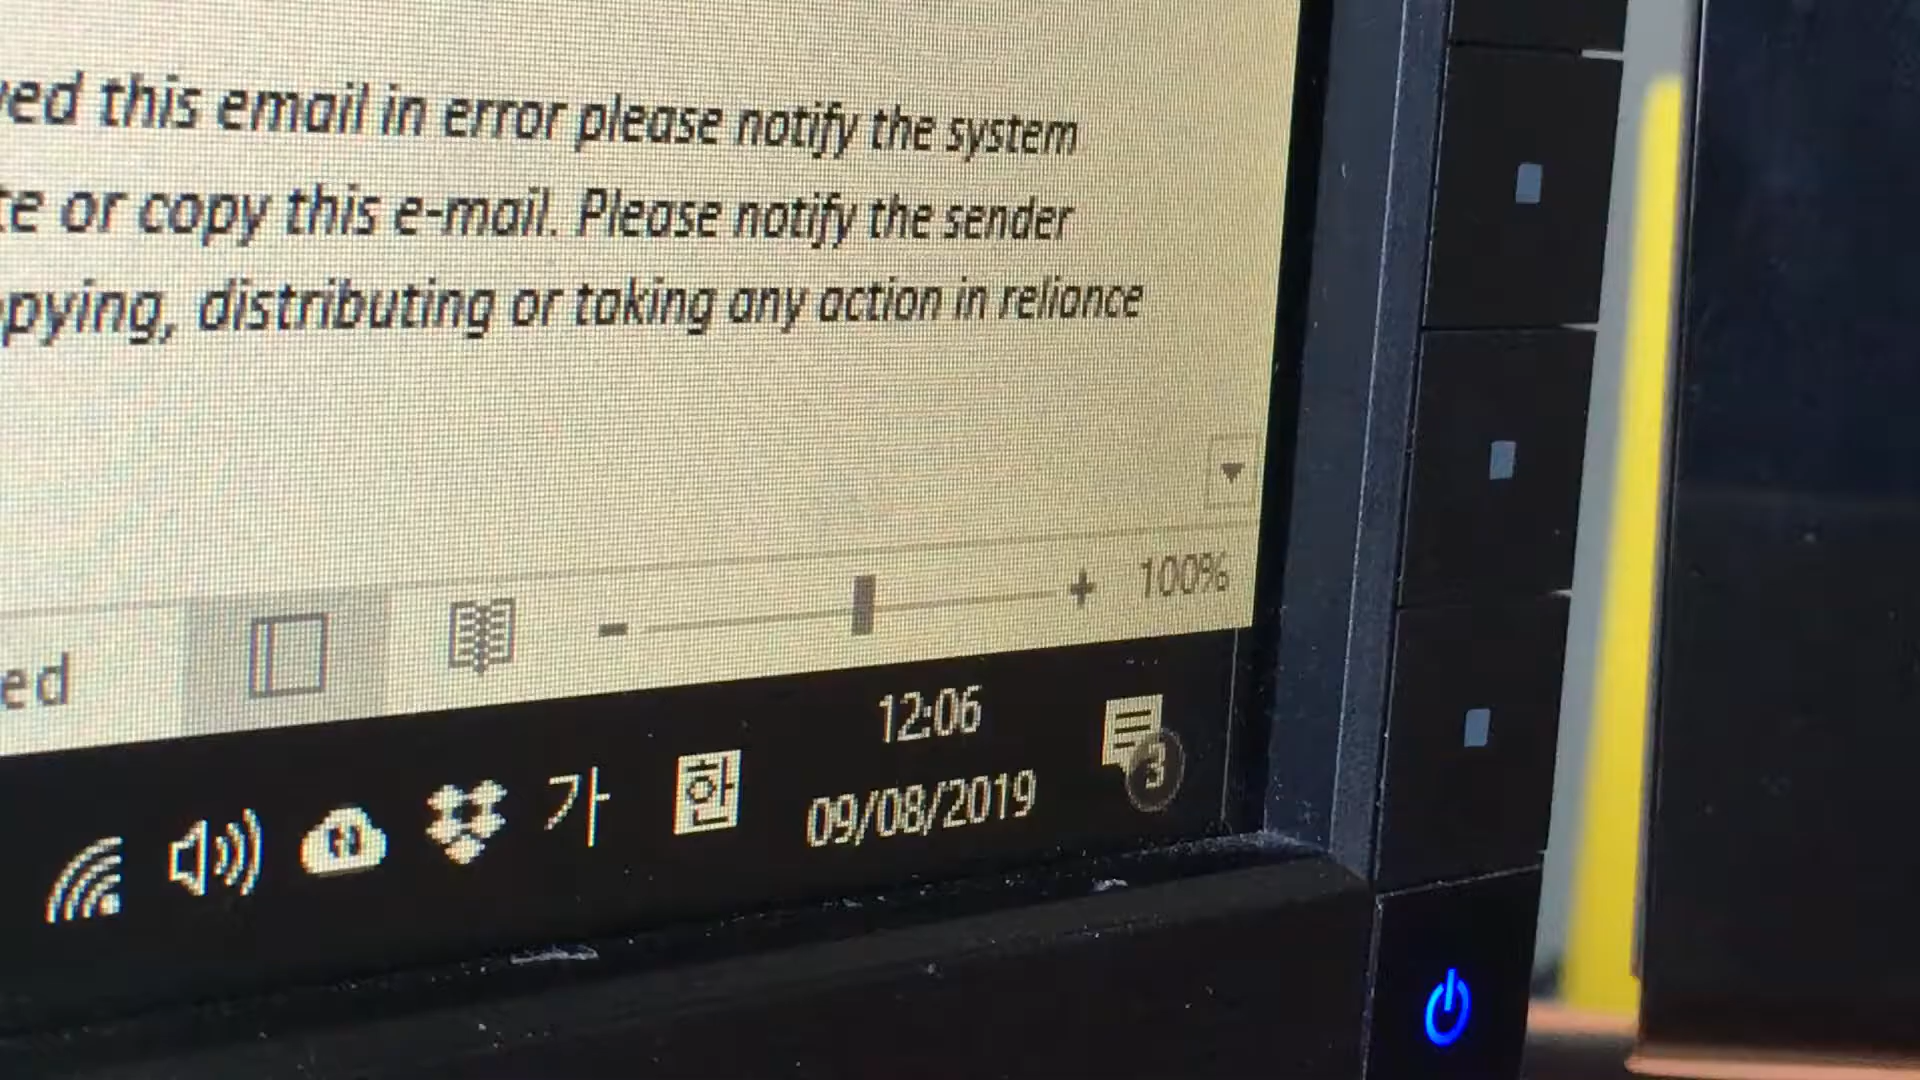 ved this email in error please notify the system
te or copy this e-mail. Please notify the sender
opying, distributing or taking any action in reliance
100%
ed
12:06
가
한
09/08/2019
3